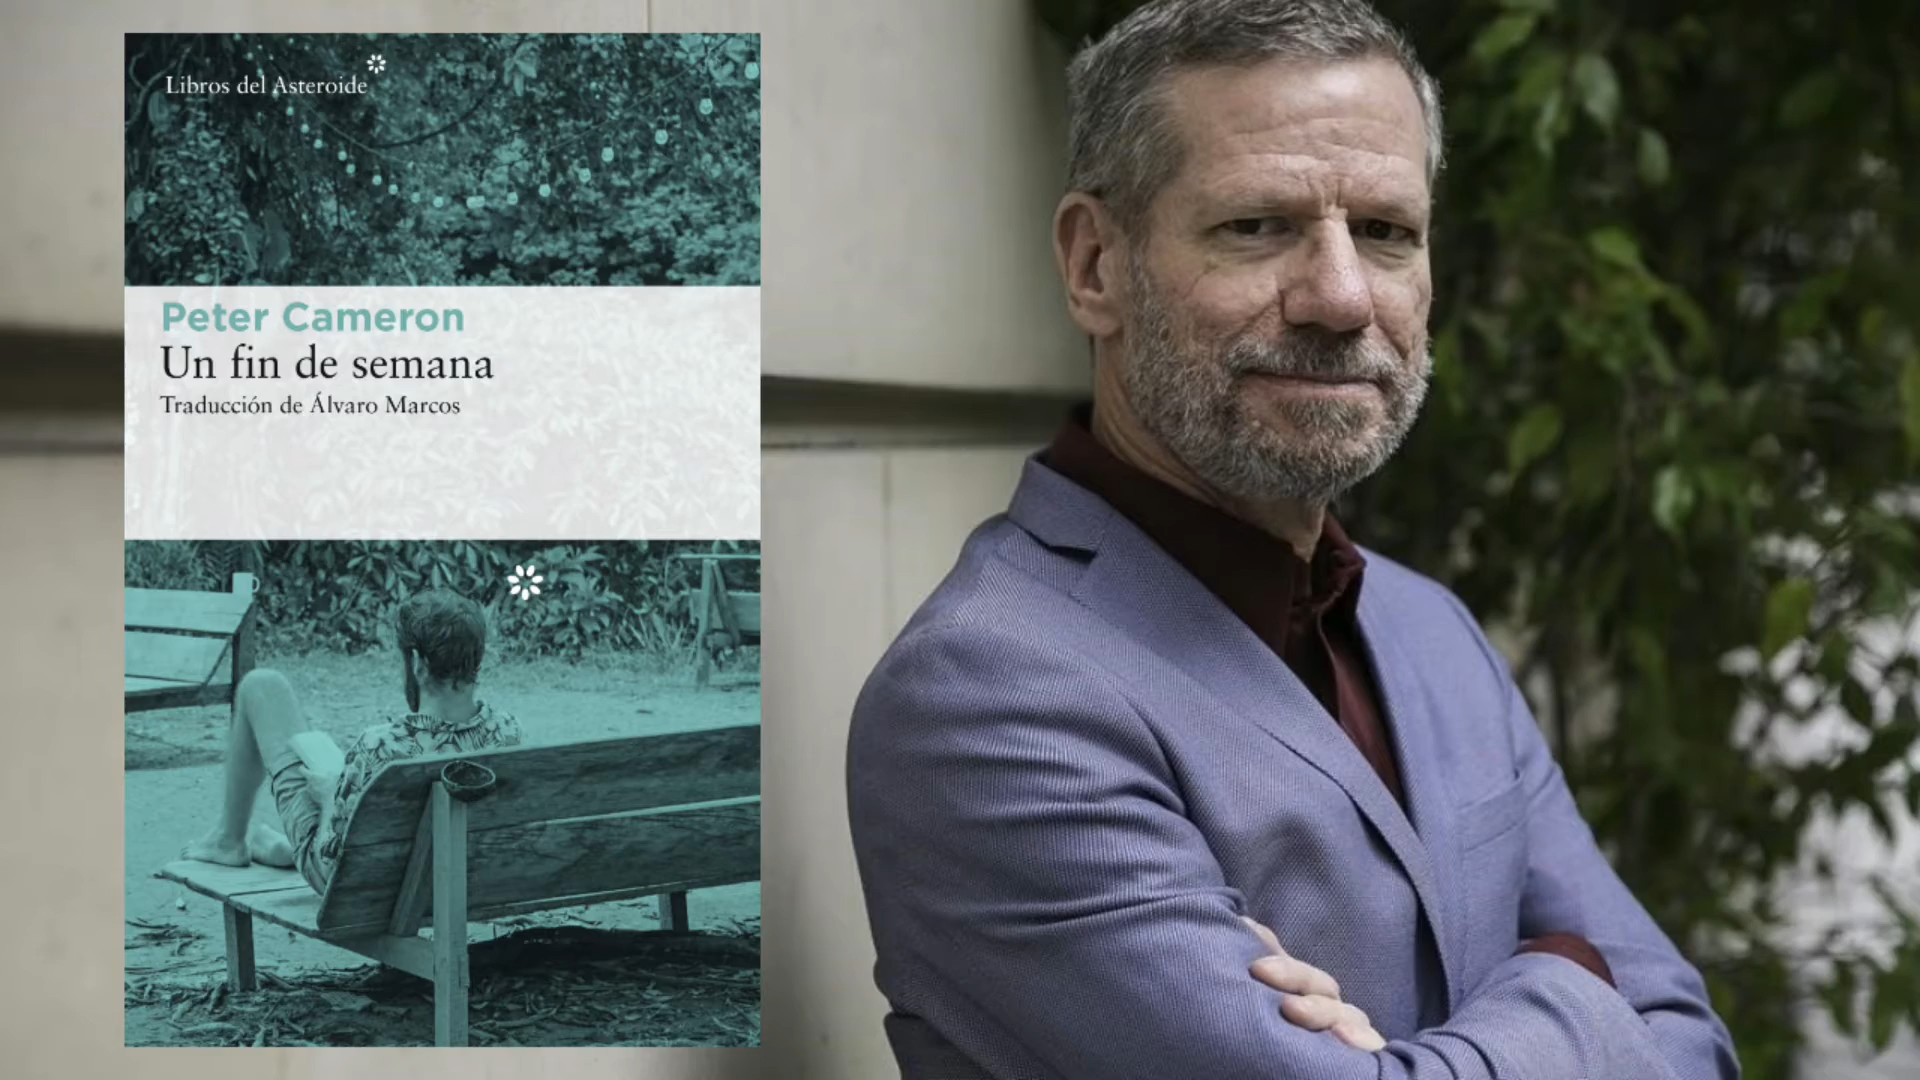 Libros del Asteroide
Peter Cameron
Un fin de semana
Traducción de Álvaro Marcos